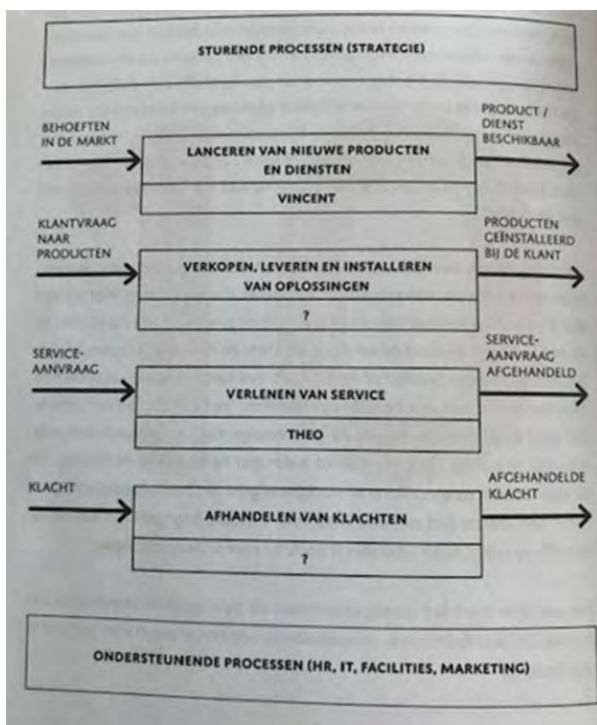 STURENDE PROCESSEN (STRATEGIE)
BEHOEFTEN
IN DE MARKT
LANCEREN VAN NIEUWE PRODUCTEN
EN DIENSTEN
VINCENT
PRODUCT /
DIENST
BESCHIKBAAR
KLANTVRAAG
NAAR
PRODUCTEN
VERKOPEN, LEVEREN EN INSTALLEREN
VAN OPLOSSINGEN
?
PRODUCTEN
GEÏNSTALLEERD
BIJ DE KLANT
SERVICE-
AANVRAAG
VERLENEN VAN SERVICE
THEO
SERVICE-
AANVRAAG
AFGEHANDELD
KLACHT
AFHANDELEN VAN KLACHTEN
?
AFGEHANDELDE
KLACHT
ONDERSTEUNENDE PROCESSEN (HR, IT, FACILITIES, MARKETING)